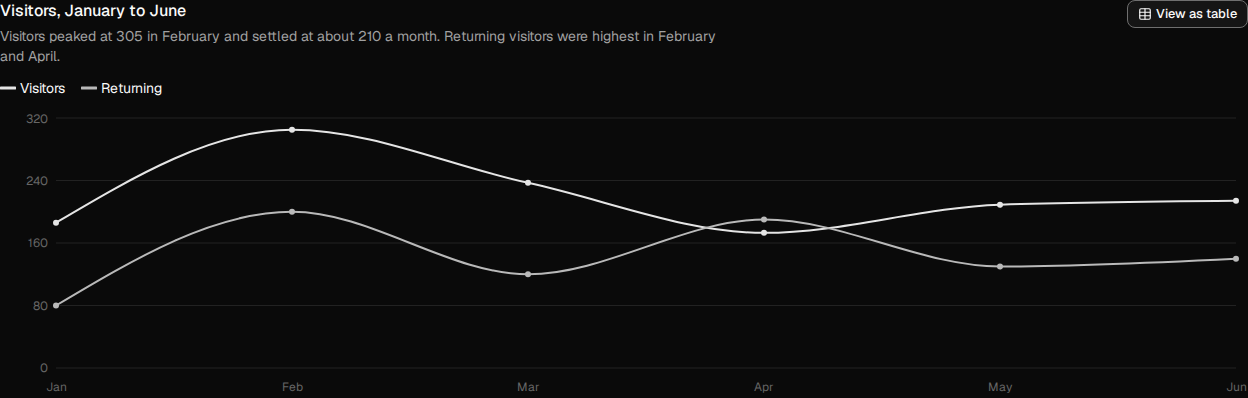 Visitors, January to June
View as table
Visitors peaked at 305 in February and settled at about 210 a month. Returning visitors were highest in February
and April.
Visitors
Returning
320
240
160
80
0
Jan
Feb
Mar
Apr
May
Jun